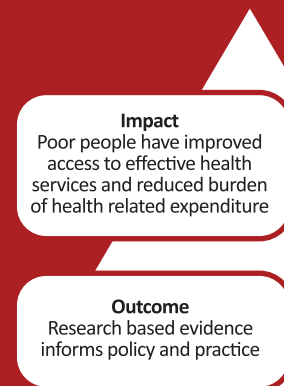 Impact
Poor people have improved
access to effective health
services and reduced burden
of health related expenditure
Outcome
Research based evidence
informs policy and practice